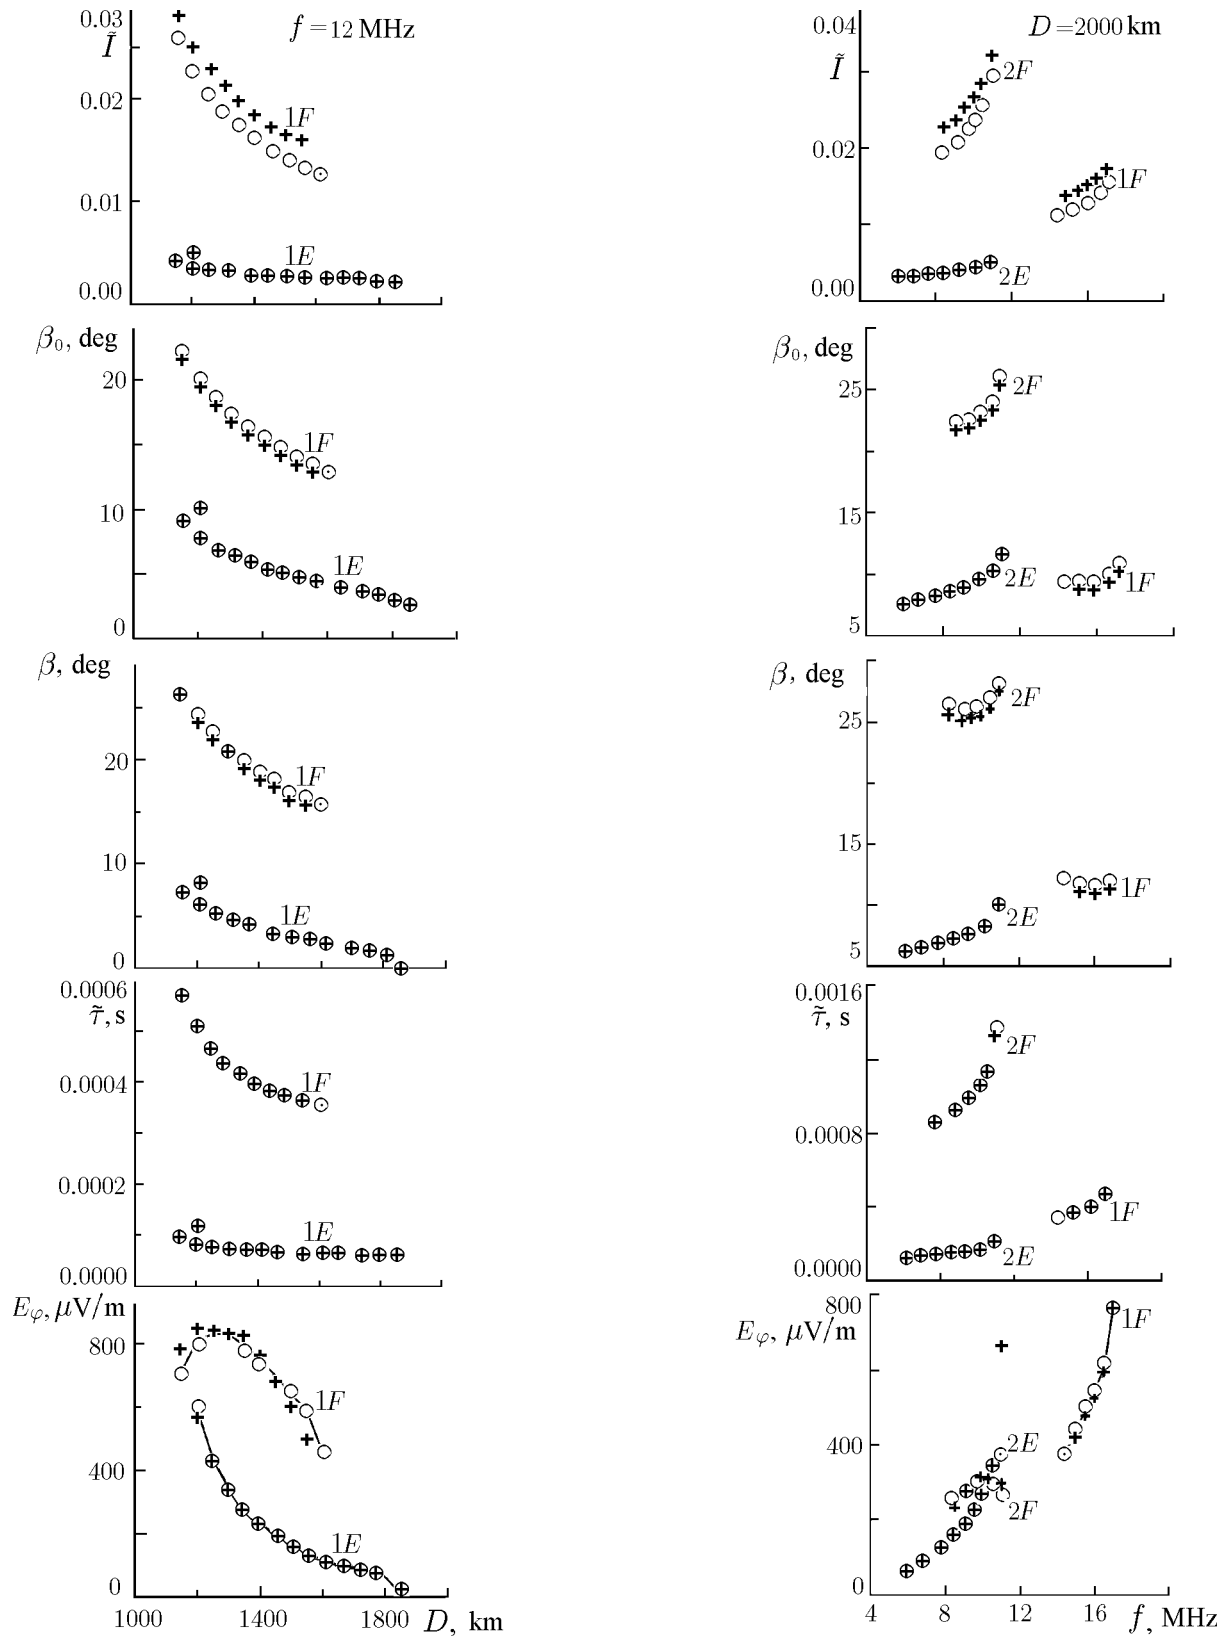 f = 12 MHz
0.03
Ĩ
0.02
0.01
0.00
1F
1E
β₀, deg
20
10
0
1F
1E
β, deg
20
10
0
1F
1E
0.0006
τ̃, s
0.0004
0.0002
0.0000
1F
1E
E_φ, μV/m
800
400
0
1F
1E
1000 1400 1800 D, km
D = 2000 km
0.04
Ĩ
0.02
0.00
2F
1F
2E
β₀, deg
25
15
5
2F
2E
1F
β, deg
25
15
5
2F
1F
2E
0.0016
τ̃, s
0.0008
0.0000
2F
1F
2E
800
E_φ, μV/m
400
0
1F
2E
2F
4 8 12 16 f, MHz